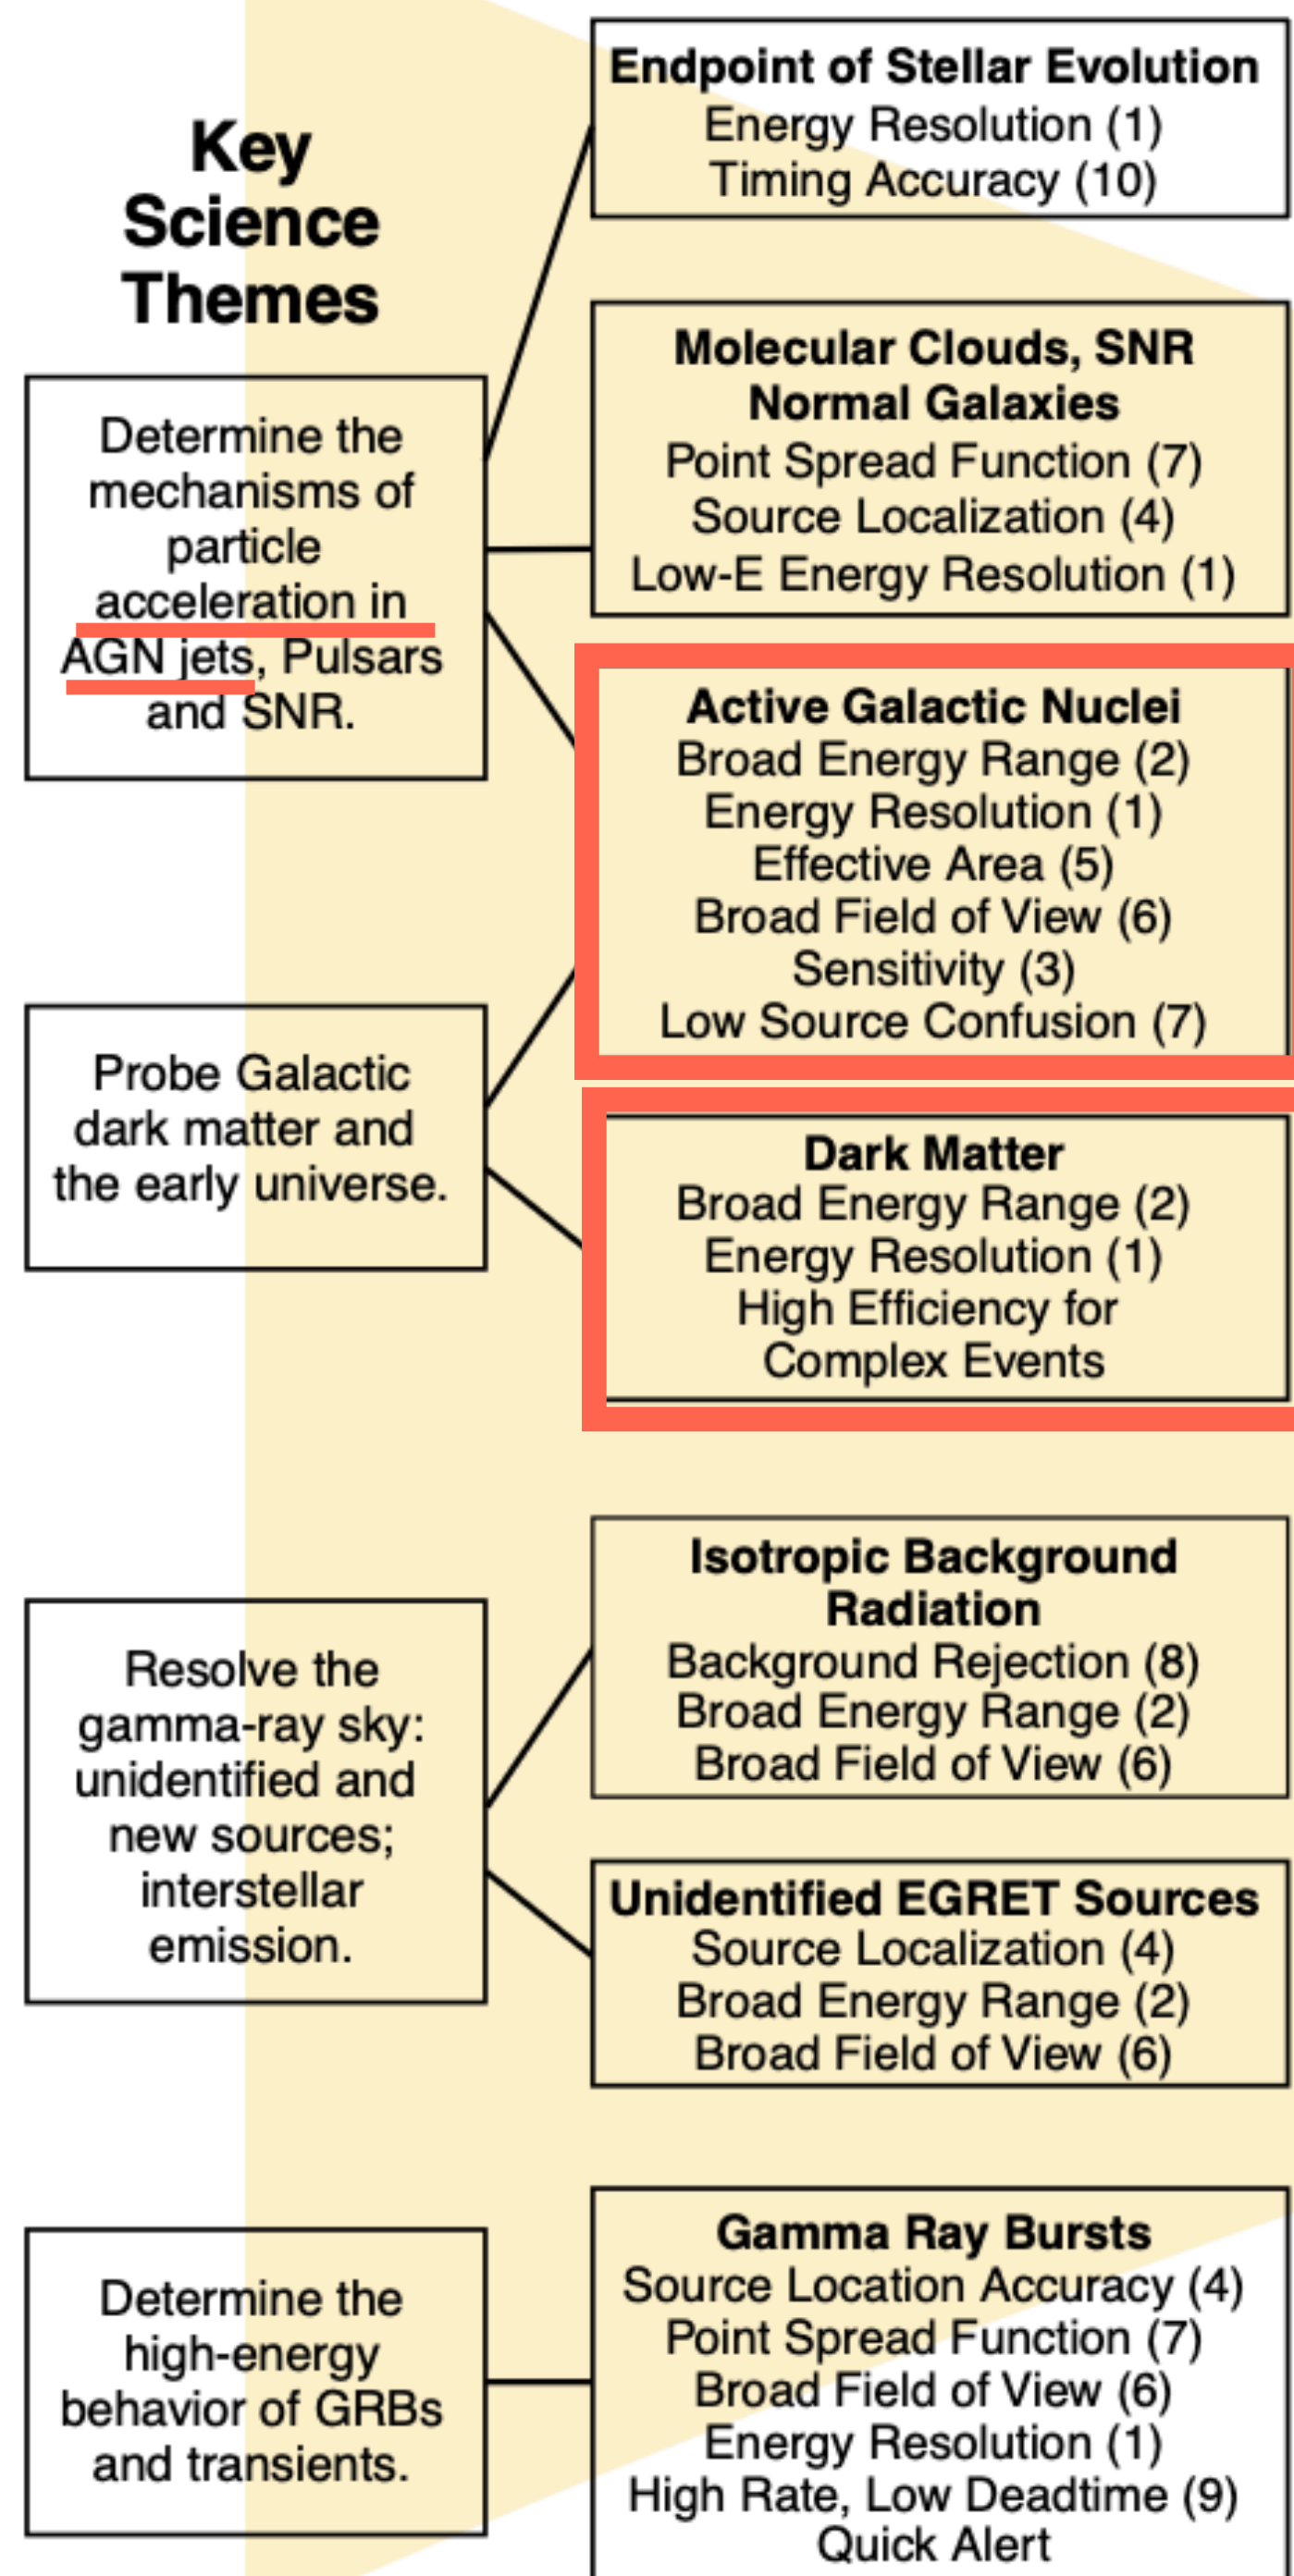 Key
Science
Themes
Determine the
mechanisms of
particle
acceleration in
AGN jets, Pulsars
and SNR.
Probe Galactic
dark matter and
the early universe.
Resolve the
gamma-ray sky:
unidentified and
new sources;
interstellar
emission.
Determine the
high-energy
behavior of GRBs
and transients.
Endpoint of Stellar Evolution
Energy Resolution (1)
Timing Accuracy (10)
Molecular Clouds, SNR
Normal Galaxies
Point Spread Function (7)
Source Localization (4)
Low-E Energy Resolution (1)
Active Galactic Nuclei
Broad Energy Range (2)
Energy Resolution (1)
Effective Area (5)
Broad Field of View (6)
Sensitivity (3)
Low Source Confusion (7)
Dark Matter
Broad Energy Range (2)
Energy Resolution (1)
High Efficiency for
Complex Events
Isotropic Background
Radiation
Background Rejection (8)
Broad Energy Range (2)
Broad Field of View (6)
Unidentified EGRET Sources
Source Localization (4)
Broad Energy Range (2)
Broad Field of View (6)
Gamma Ray Bursts
Source Location Accuracy (4)
Point Spread Function (7)
Broad Field of View (6)
Energy Resolution (1)
High Rate, Low Deadtime (9)
Quick Alert